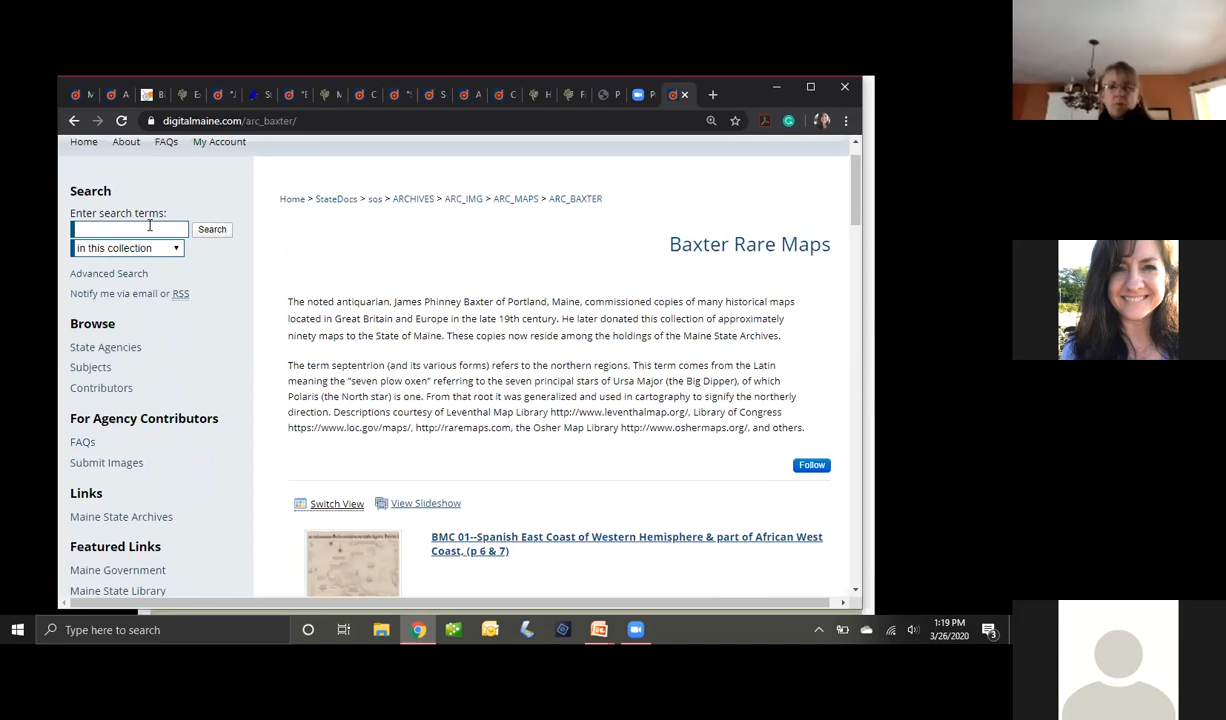 M
A
B
E
"J
S
"E
M
C
"S
S
A
C
H
F
P
P
digitalmaine.com/arc_baxter/
Home About FAQs My Account
Search
Enter search terms:
Search
in this collection
Advanced Search
Notify me via email or RSS
Browse
State Agencies
Subjects
Contributors
For Agency Contributors
FAQs
Submit Images
Links
Maine State Archives
Featured Links
Maine Government
Maine State Library
Home > StateDocs > sos > ARCHIVES > ARC_IMG > ARC_MAPS > ARC_BAXTER
Baxter Rare Maps
The noted antiquarian, James Phinney Baxter of Portland, Maine, commissioned copies of many historical maps
located in Great Britain and Europe in the late 19th century. He later donated this collection of approximately
ninety maps to the State of Maine. These copies now reside among the holdings of the Maine State Archives.
The term septentrion (and its various forms) refers to the northern regions. This term comes from the Latin
meaning the "seven plow oxen" referring to the seven principal stars of Ursa Major (the Big Dipper), of which
Polaris (the North star) is one. From that root it was generalized and used in cartography to signify the northerly
direction. Descriptions courtesy of Leventhal Map Library http://www.leventhalmap.org/, Library of Congress
https://www.loc.gov/maps/, http://raremaps.com, the Osher Map Library http://www.oshermaps.org/, and others.
Follow
Switch View View Slideshow
BMC 01--Spanish East Coast of Western Hemisphere & part of African West
Coast, (p 6 & 7)
Type here to search
1:19 PM
3/26/2020
3